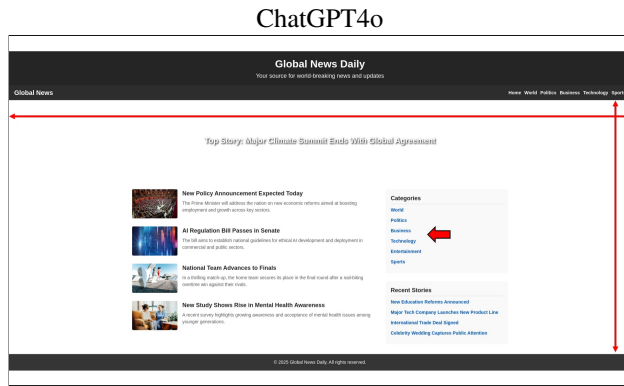 ChatGPT4o
Global News Daily
Your source for world-breaking news and updates
Global News
Home World Politics Business Technology Sports
Top Story: Major Climate Summit Ends With Global Agreement
New Policy Announcement Expected Today
The Prime Minister will address the nation on new economic reforms aimed at boosting
employment and growth across key sectors.
AI Regulation Bill Passes in Senate
The bill aims to establish national guidelines for ethical AI development and deployment in
commercial and public sectors.
National Team Advances to Finals
In a thrilling match-up, the home team secures its place in the final round after a nail-biting
overtime win against their rivals.
New Study Shows Rise in Mental Health Awareness
A recent survey highlights growing awareness and acceptance of mental health issues among
younger generations.
Categories
World
Politics
Business
Technology
Entertainment
Sports
Recent Stories
New Education Reforms Announced
Major Tech Company Launches New Product Line
International Trade Deal Signed
Celebrity Wedding Captures Public Attention
© 2025 Global News Daily. All rights reserved.